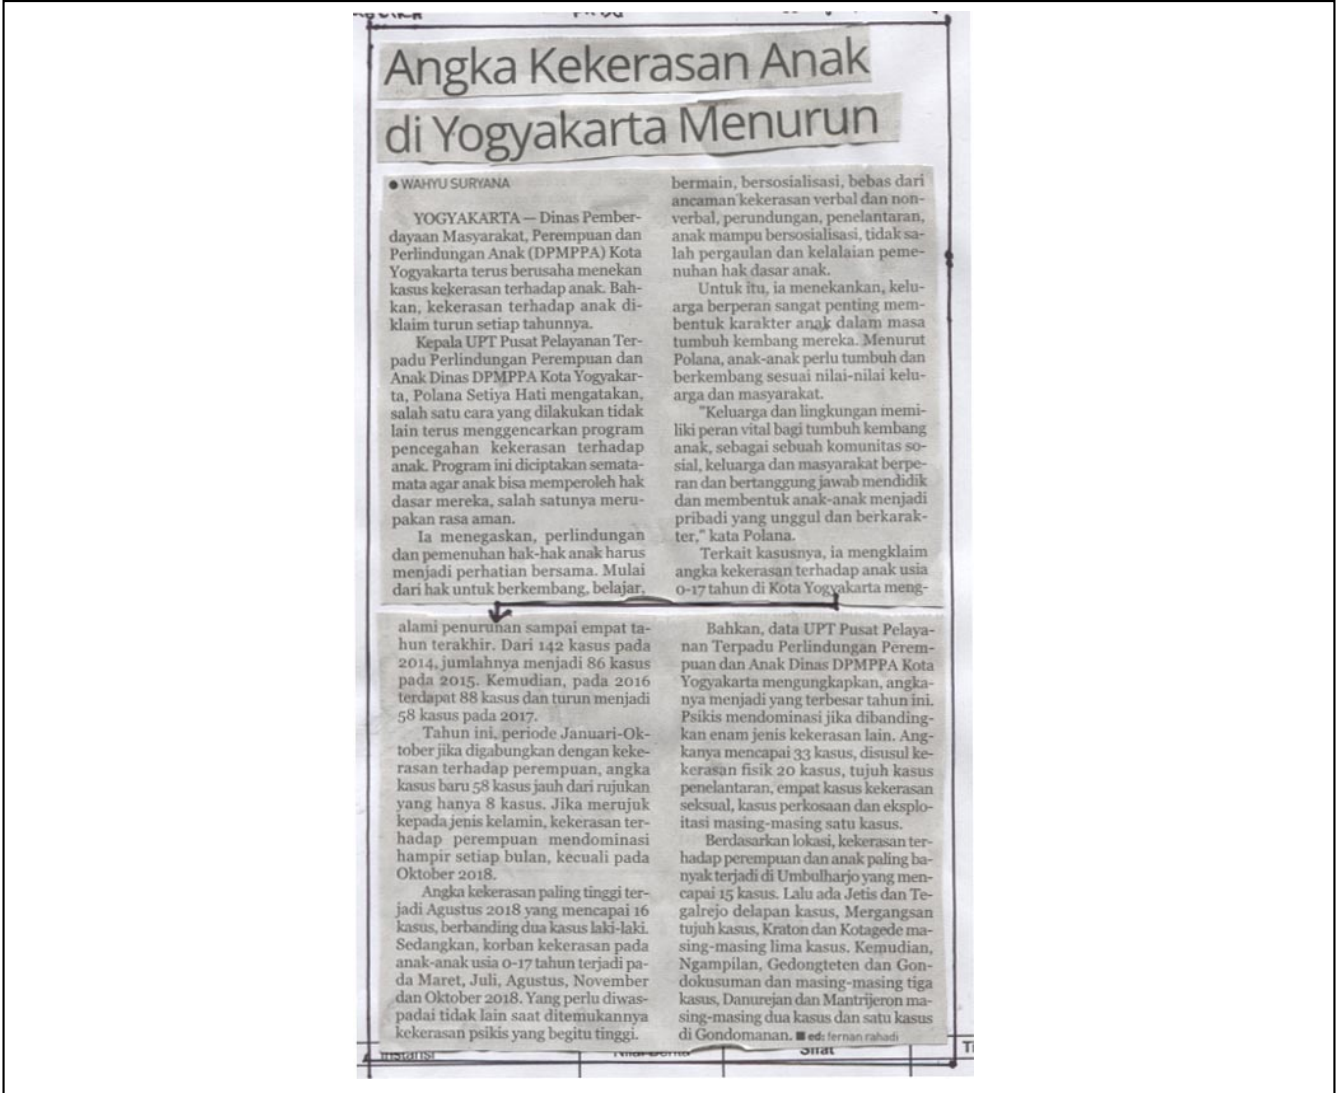 Angka Kekerasan Anak
di Yogyakarta Menurun
● WAHYU SURYANA
YOGYAKARTA — Dinas Pember-
dayaan Masyarakat, Perempuan dan
Perlindungan Anak (DPMPPA) Kota
Yogyakarta terus berusaha menekan
kasus kekerasan terhadap anak. Bah-
kan, kekerasan terhadap anak di-
klaim turun setiap tahunnya.
Kepala UPT Pusat Pelayanan Ter-
padu Perlindungan Perempuan dan
Anak Dinas DPMPPA Kota Yogyakar-
ta, Polana Setiya Hati mengatakan,
salah satu cara yang dilakukan tidak
lain terus menggencarkan program
pencegahan kekerasan terhadap
anak. Program ini diciptakan semata-
mata agar anak bisa memperoleh hak
dasar mereka, salah satunya meru-
pakan rasa aman.
Ia menegaskan, perlindungan
dan pemenuhan hak-hak anak harus
menjadi perhatian bersama. Mulai
dari hak untuk berkembang, belajar,
bermain, bersosialisasi, bebas dari
ancaman kekerasan verbal dan non-
verbal, perundungan, penelantaran,
anak mampu bersosialisasi, tidak sa-
lah pergaulan dan kelalaian peme-
nuhan hak dasar anak.
Untuk itu, ia menekankan, kelu-
arga berperan sangat penting mem-
bentuk karakter anak dalam masa
tumbuh kembang mereka. Menurut
Polana, anak-anak perlu tumbuh dan
berkembang sesuai nilai-nilai kelu-
arga dan masyarakat.
"Keluarga dan lingkungan memi-
liki peran vital bagi tumbuh kembang
anak, sebagai sebuah komunitas so-
sial, keluarga dan masyarakat berpe-
ran dan bertanggung jawab mendidik
dan membentuk anak-anak menjadi
pribadi yang unggul dan berkarak-
ter," kata Polana.
Terkait kasusnya, ia mengklaim
angka kekerasan terhadap anak usia
0-17 tahun di Kota Yogyakarta meng-
alami penurunan sampai empat ta-
hun terakhir. Dari 142 kasus pada
2014, jumlahnya menjadi 86 kasus
pada 2015. Kemudian, pada 2016
terdapat 88 kasus dan turun menjadi
58 kasus pada 2017.
Tahun ini, periode Januari-Ok-
tober jika digabungkan dengan keke-
rasan terhadap perempuan, angka
kasus baru 58 kasus jauh dari rujukan
yang hanya 8 kasus. Jika merujuk
kepada jenis kelamin, kekerasan ter-
hadap perempuan mendominasi
hampir setiap bulan, kecuali pada
Oktober 2018.
Angka kekerasan paling tinggi ter-
jadi Agustus 2018 yang mencapai 16
kasus, berbanding dua kasus laki-laki.
Sedangkan, korban kekerasan pada
anak-anak usia 0-17 tahun terjadi pa-
da Maret, Juli, Agustus, November
dan Oktober 2018. Yang perlu diwas-
padai tidak lain saat ditemukannya
kekerasan psikis yang begitu tinggi.
Bahkan, data UPT Pusat Pelaya-
nan Terpadu Perlindungan Perem-
puan dan Anak Dinas DPMPPA Kota
Yogyakarta mengungkapkan, angka-
nya menjadi yang terbesar tahun ini.
Psikis mendominasi jika dibanding-
kan enam jenis kekerasan lain. Ang-
kanya mencapai 33 kasus, disusul ke-
kerasan fisik 20 kasus, tujuh kasus
penelantaran, empat kasus kekerasan
seksual, kasus perkosaan dan eksplo-
itasi masing-masing satu kasus.
Berdasarkan lokasi, kekerasan ter-
hadap perempuan dan anak paling ba-
nyak terjadi di Umbulharjo yang men-
capai 15 kasus. Lalu ada Jetis dan Te-
galrejo delapan kasus, Mergangsan
tujuh kasus, Kraton dan Kotagede ma-
sing-masing lima kasus. Kemudian,
Ngampilan, Gedongteten dan Gon-
dokusuman dan masing-masing tiga
kasus, Danurejan dan Mantrijeron ma-
sing-masing dua kasus dan satu kasus
di Gondomanan. ■ ed: fernan rahadi